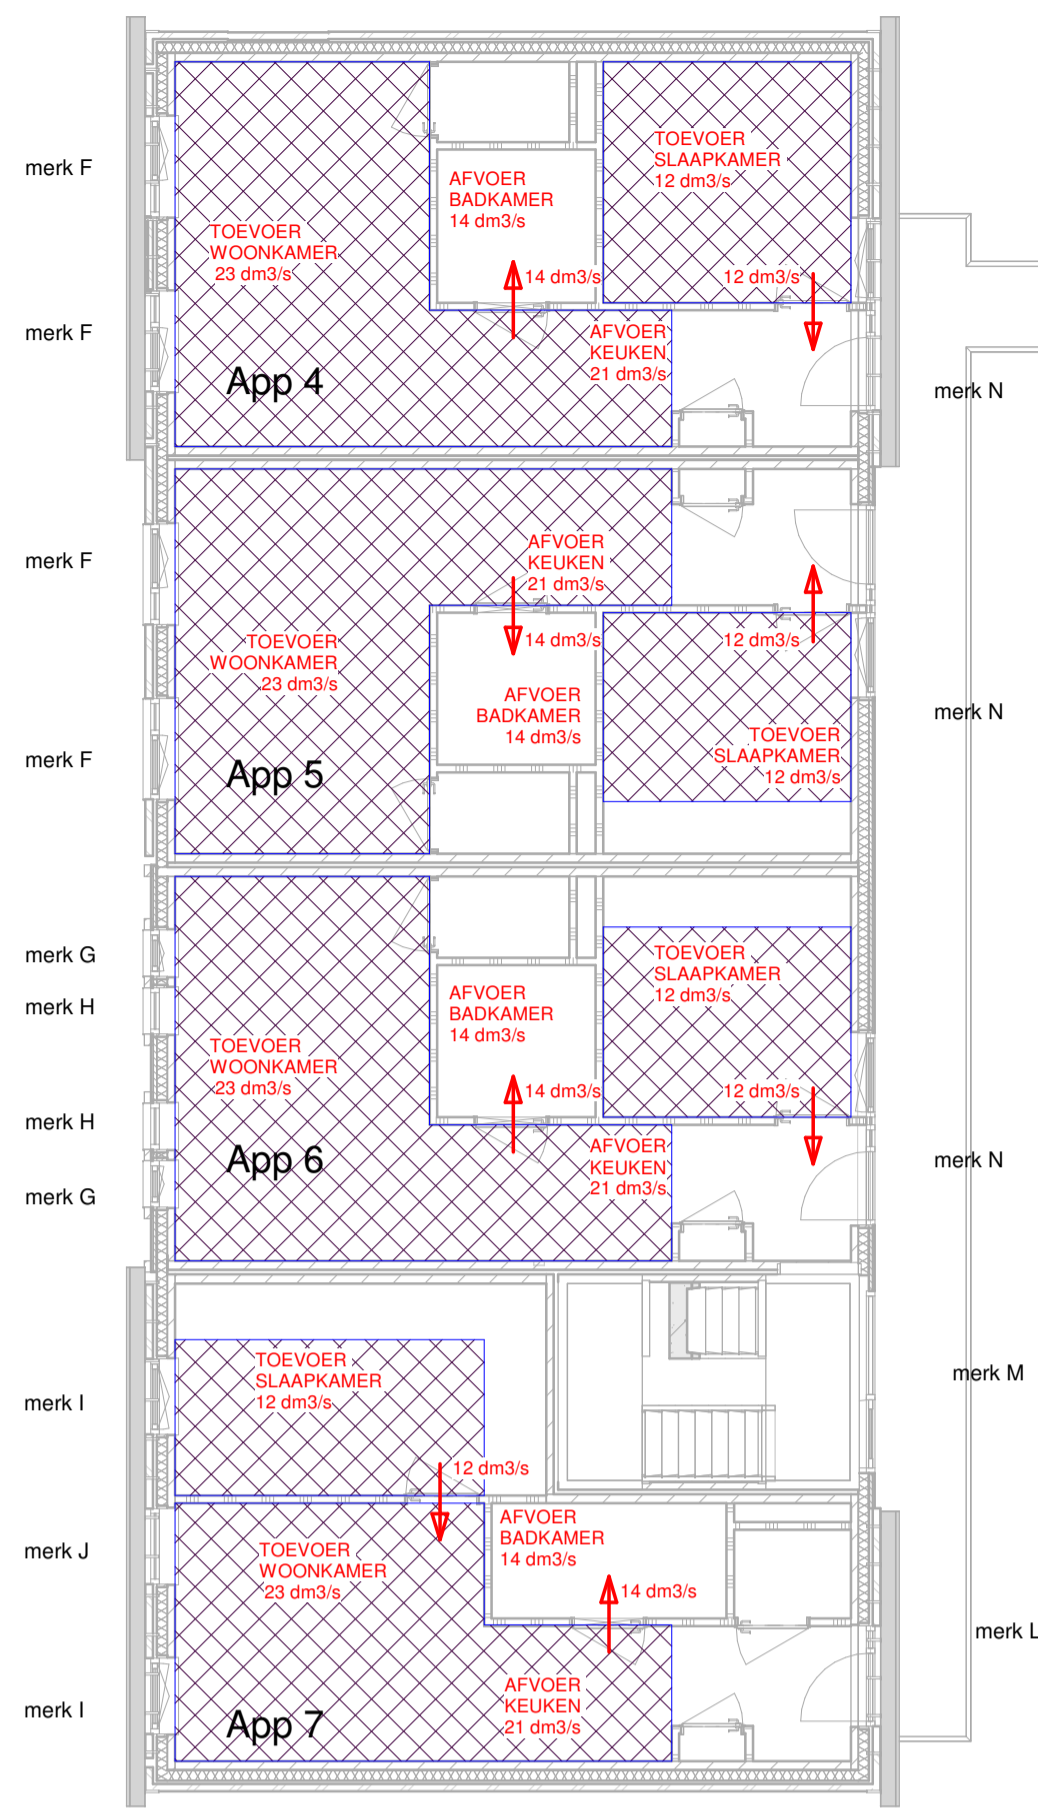 merk F
TOEVOER
SLAAPKAMER
12 dm3/s
AFVOER
BADKAMER
14 dm3/s
TOEVOER
WOONKAMER
23 dm3/s
14 dm3/s
12 dm3/s
merk F
AFVOER
KEUKEN
21 dm3/s
App 4
merk N
merk F
AFVOER
KEUKEN
21 dm3/s
14 dm3/s
12 dm3/s
TOEVOER
WOONKAMER
23 dm3/s
AFVOER
BADKAMER
14 dm3/s
merk N
TOEVOER
SLAAPKAMER
12 dm3/s
merk F
App 5
merk G
TOEVOER
SLAAPKAMER
12 dm3/s
merk H
AFVOER
BADKAMER
14 dm3/s
TOEVOER
WOONKAMER
23 dm3/s
14 dm3/s
12 dm3/s
merk H
AFVOER
KEUKEN
21 dm3/s
App 6
merk N
merk G
TOEVOER
SLAAPKAMER
12 dm3/s
merk M
merk I
12 dm3/s
AFVOER
BADKAMER
14 dm3/s
merk J
TOEVOER
WOONKAMER
23 dm3/s
14 dm3/s
merk L
AFVOER
KEUKEN
21 dm3/s
merk I
App 7